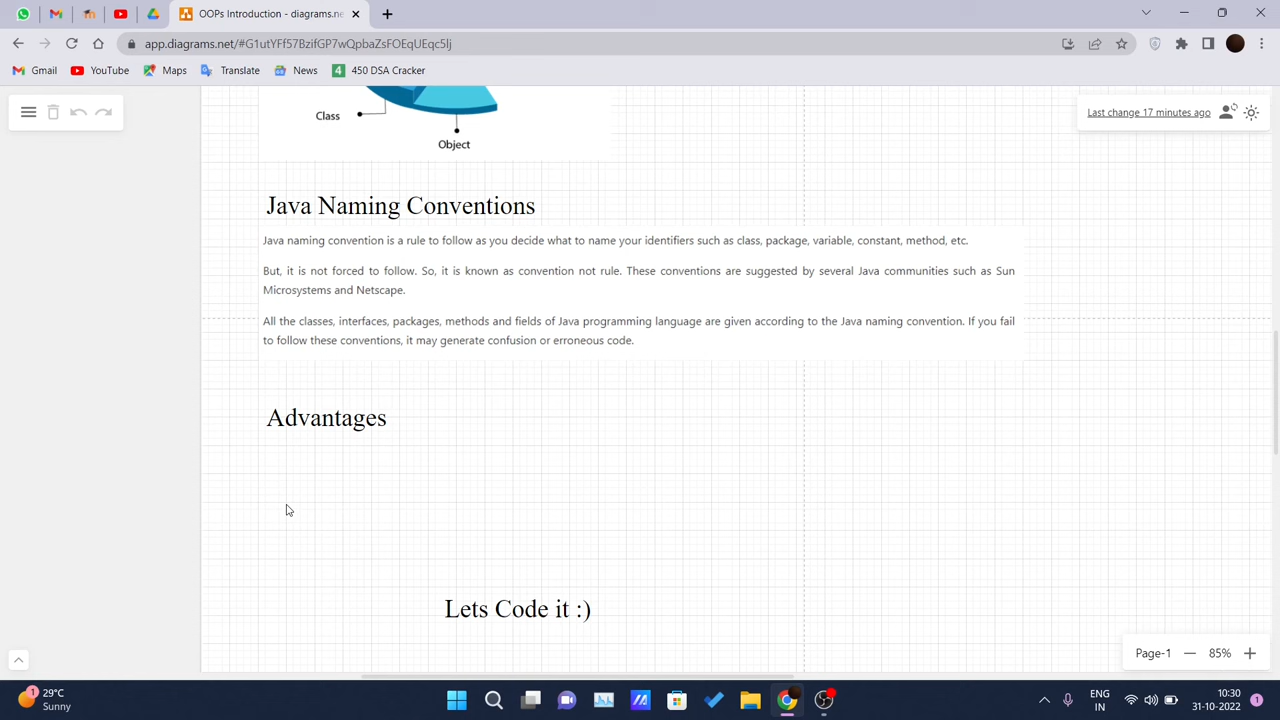 OOPs Introduction - diagrams.ne
app.diagrams.net/#G1utYFf57BzifGP7wQpbaZsFOEqUEqc5lj
Gmail
YouTube
Maps
Translate
News
4
450 DSA Cracker
Last change 17 minutes ago
Class
Object
Java Naming Conventions
Java naming convention is a rule to follow as you decide what to name your identifiers such as class, package, variable, constant, method, etc.
But, it is not forced to follow. So, it is known as convention not rule. These conventions are suggested by several Java communities such as Sun
Microsystems and Netscape.
All the classes, interfaces, packages, methods and fields of Java programming language are given according to the Java naming convention. If you fail
to follow these conventions, it may generate confusion or erroneous code.
Advantages
Lets Code it :)
Page-1
85%
1
29°C
Sunny
ENG
IN
10:30
31-10-2022
1